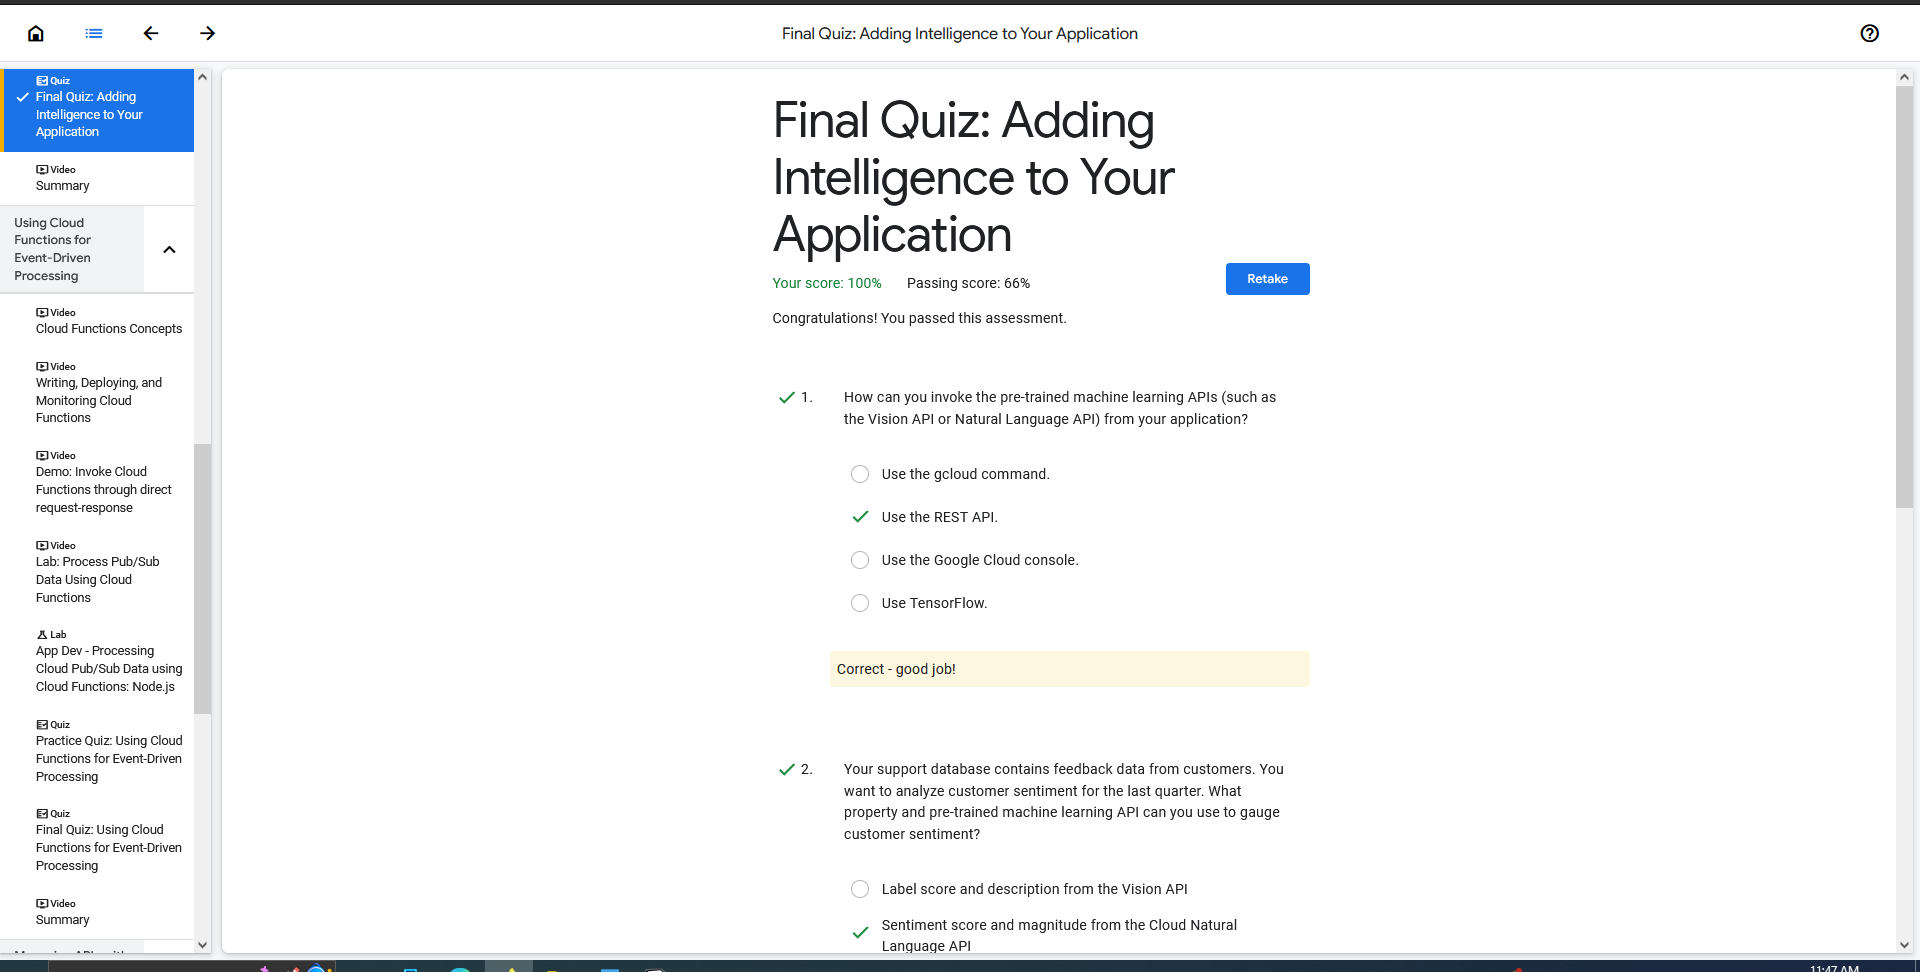 Final Quiz: Adding Intelligence to Your Application
Quiz
Final Quiz: Adding
Intelligence to Your
Application
Video
Summary
Using Cloud
Functions for
Event-Driven
Processing
Video
Cloud Functions Concepts
Video
Writing, Deploying, and
Monitoring Cloud
Functions
Video
Demo: Invoke Cloud
Functions through direct
request-response
Video
Lab: Process Pub/Sub
Data Using Cloud
Functions
Lab
App Dev - Processing
Cloud Pub/Sub Data using
Cloud Functions: Node.js
Quiz
Practice Quiz: Using Cloud
Functions for Event-Driven
Processing
Quiz
Final Quiz: Using Cloud
Functions for Event-Driven
Processing
Video
Summary
Final Quiz: Adding
Intelligence to Your
Application
Your score: 100% Passing score: 66%
Retake
Congratulations! You passed this assessment.
1. How can you invoke the pre-trained machine learning APIs (such as
the Vision API or Natural Language API) from your application?
Use the gcloud command.
Use the REST API.
Use the Google Cloud console.
Use TensorFlow.
Correct - good job!
2. Your support database contains feedback data from customers. You
want to analyze customer sentiment for the last quarter. What
property and pre-trained machine learning API can you use to gauge
customer sentiment?
Label score and description from the Vision API
Sentiment score and magnitude from the Cloud Natural
Language API
11:47 AM